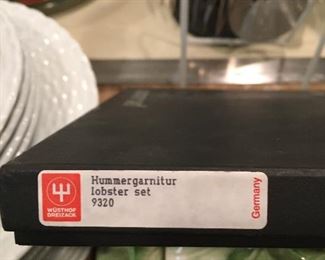 Hummergarnitur
lobster set
9320
WÜSTHOF
DREIZACK
Germany